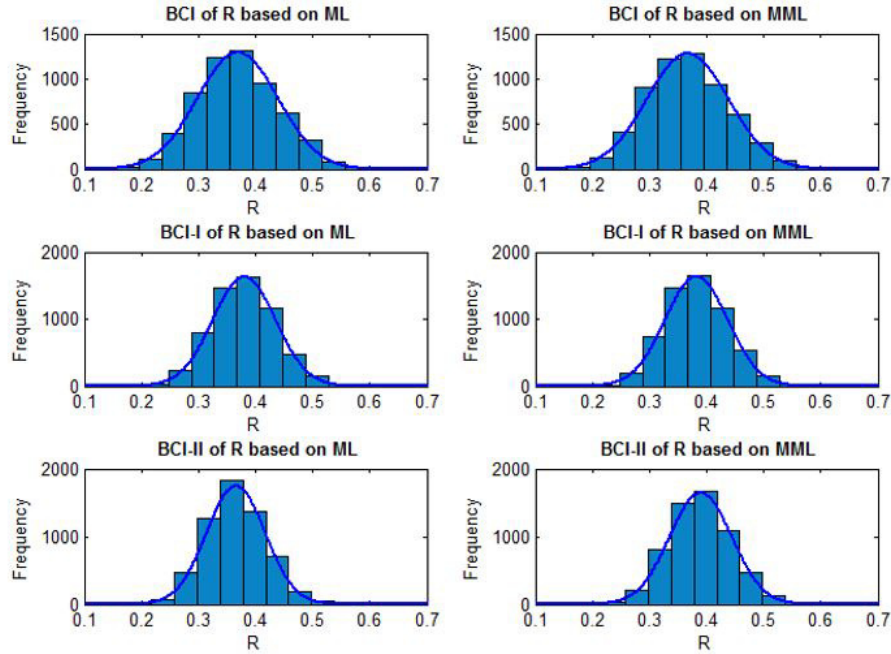 BCI of R based on ML
BCI of R based on MML
1500
1000
500
0
Frequency
0.1 0.2 0.3 0.4 0.5 0.6 0.7
R
1500
1000
500
0
Frequency
0.1 0.2 0.3 0.4 0.5 0.6 0.7
R
BCI-I of R based on ML
BCI-I of R based on MML
2000
1000
0
Frequency
0.1 0.2 0.3 0.4 0.5 0.6 0.7
R
2000
1000
0
Frequency
0.1 0.2 0.3 0.4 0.5 0.6 0.7
R
BCI-II of R based on ML
BCI-II of R based on MML
2000
1000
0
Frequency
0.1 0.2 0.3 0.4 0.5 0.6 0.7
R
2000
1000
0
Frequency
0.1 0.2 0.3 0.4 0.5 0.6 0.7
R